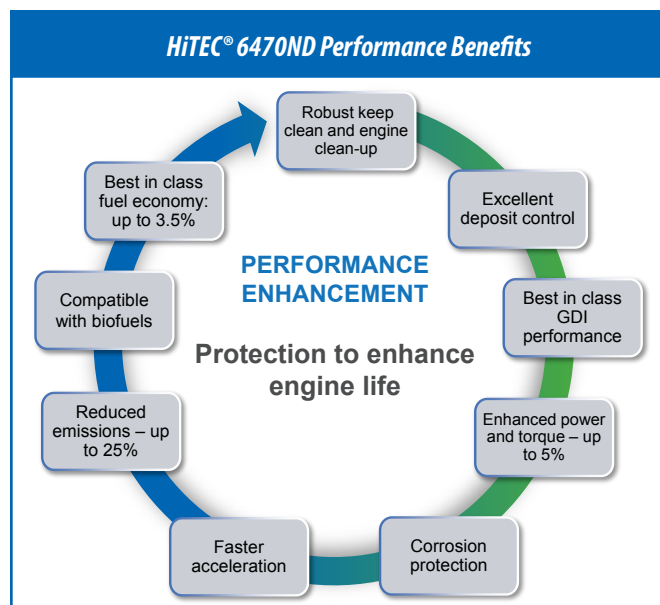 HiTEC® 6470ND Performance Benefits
Robust keep
clean and engine
clean-up
Excellent
deposit control
Best in class
GDI
performance
Enhanced power
and torque – up
to 5%
Corrosion
protection
Faster
acceleration
Reduced
emissions – up
to 25%
Compatible
with biofuels
Best in class
fuel economy:
up to 3.5%
PERFORMANCE
ENHANCEMENT
Protection to enhance
engine life